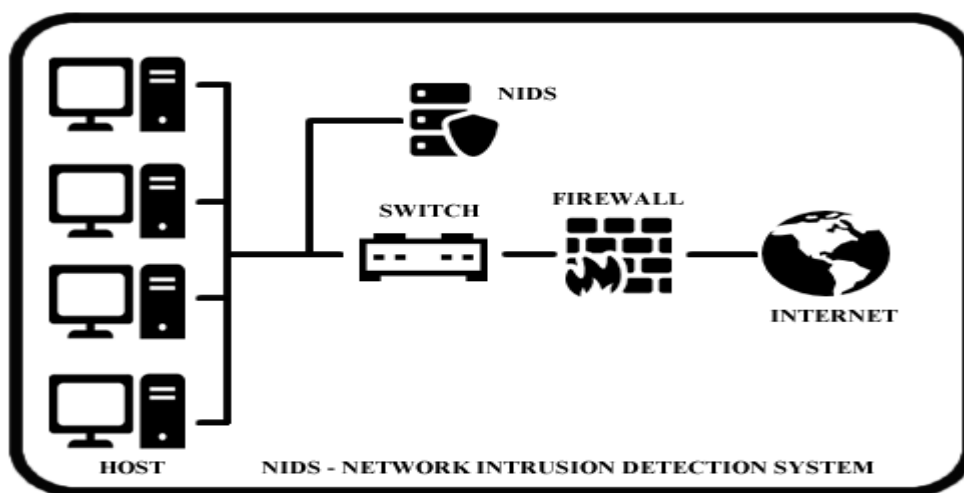 NIDS
SWITCH
FIREWALL
INTERNET
HOST
NIDS - NETWORK INTRUSION DETECTION SYSTEM